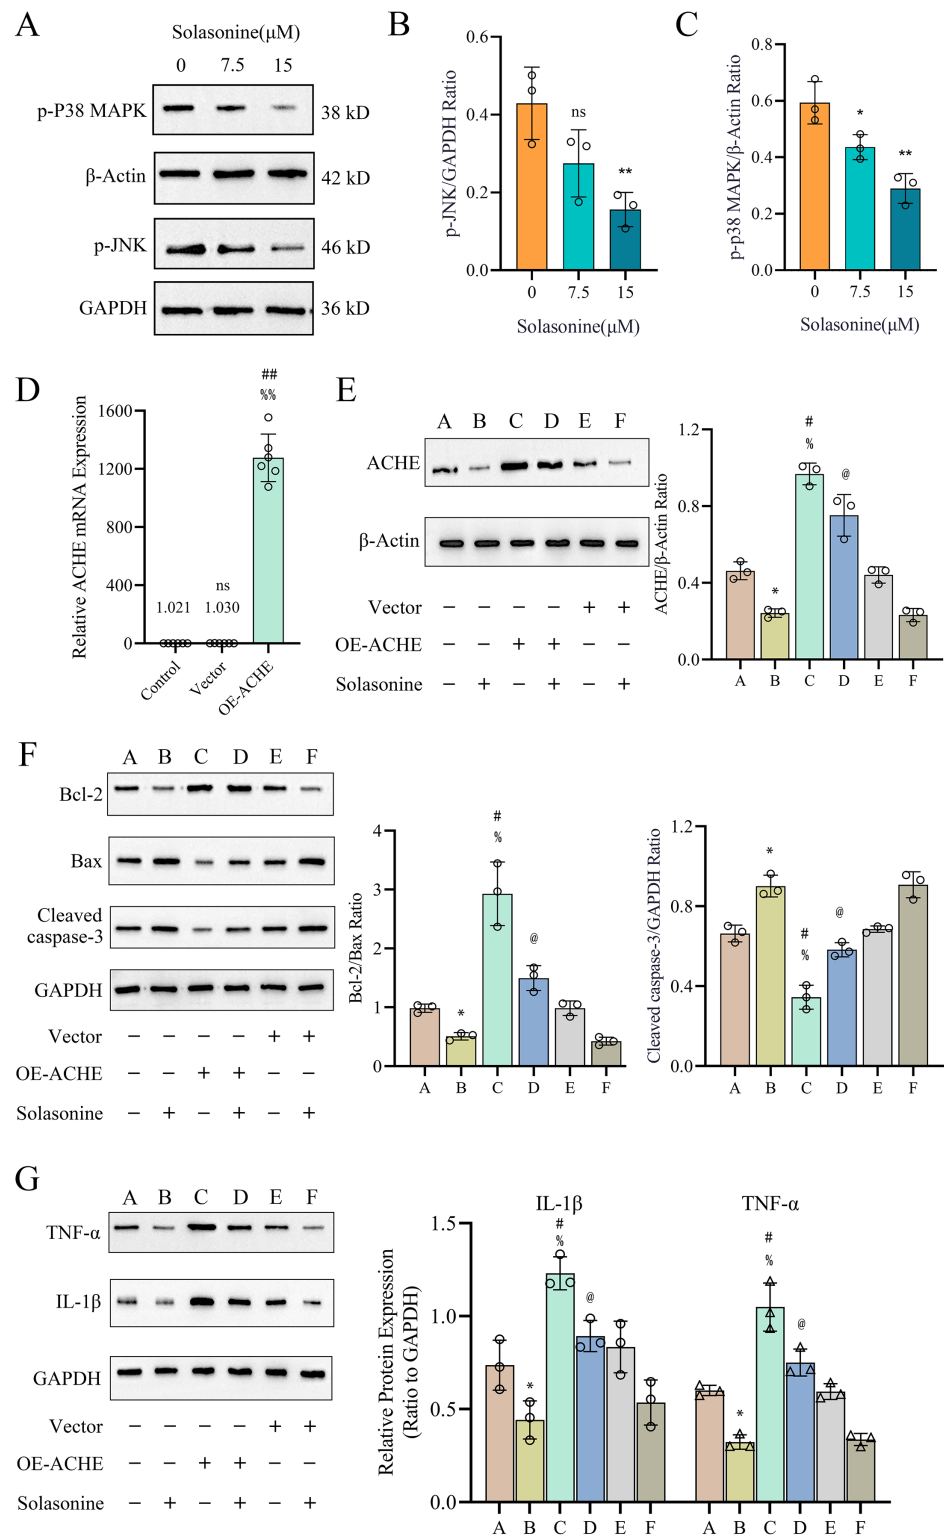 A
Solasonine(μM)
0 7.5 15
p-P38 MAPK 38 kD
β-Actin 42 kD
p-JNK 46 kD
GAPDH 36 kD
B
p-JNK/GAPDH Ratio
0.6
0.4
0.2
0.0
ns
**
0 7.5 15
Solasonine(μM)
C
p-p38 MAPK/β-Actin Ratio
0.8
0.6
0.4
0.2
0.0
*
**
0 7.5 15
Solasonine(μM)
D
Relative ACHE mRNA Expression
1600
1200
800
400
0
##
%%
ns
1.021 1.030
Control Vector OE-ACHE
E
A B C D E F
ACHE
β-Actin
Vector − − − − + +
OE-ACHE − − + + − −
Solasonine − + − + − +
ACHE/β-Actin Ratio
1.2
0.8
0.4
0.0
*
#
%
@
A B C D E F
F
A B C D E F
Bcl-2
Bax
Cleaved
caspase-3
GAPDH
Vector − − − − + +
OE-ACHE − − + + − −
Solasonine − + − + − +
Bcl-2/Bax Ratio
4
3
2
1
0
*
#
%
@
A B C D E F
Cleaved caspase-3/GAPDH Ratio
1.2
0.8
0.4
0.0
*
#
%
@
A B C D E F
G
A B C D E F
TNF-α
IL-1β
GAPDH
Vector − − − − + +
OE-ACHE − − + + − −
Solasonine − + − + − +
Relative Protein Expression
(Ratio to GAPDH)
1.5
1.0
0.5
0.0
IL-1β
*
#
%
@
A B C D E F
TNF-α
*
#
%
@
A B C D E F